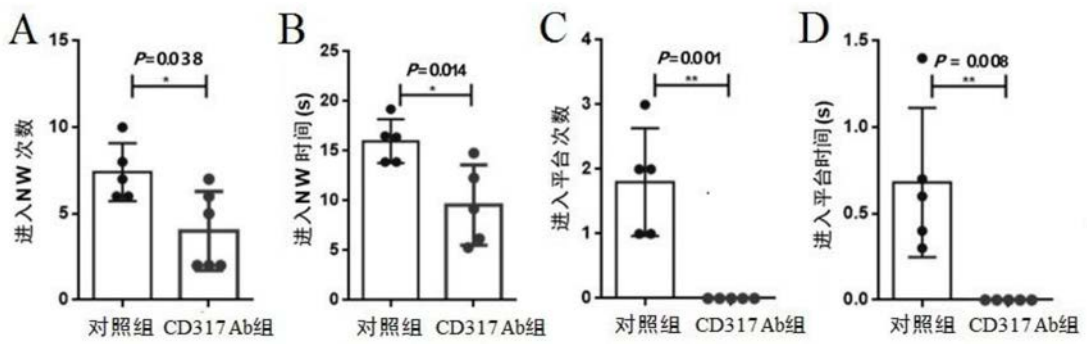 A
进入NW 次数
15
10
5
0
P=0.038
*
对照组 CD317Ab组
B
进入NW 时间(s)
25
20
15
10
5
0
P=0.014
*
对照组 CD317Ab组
C
进入平台次数
4
3
2
1
0
P=0.001
**
对照组 CD317Ab组
D
进入平台时间(s)
1.5
1.0
0.5
0.0
P = 0.008
**
对照组 CD317Ab组